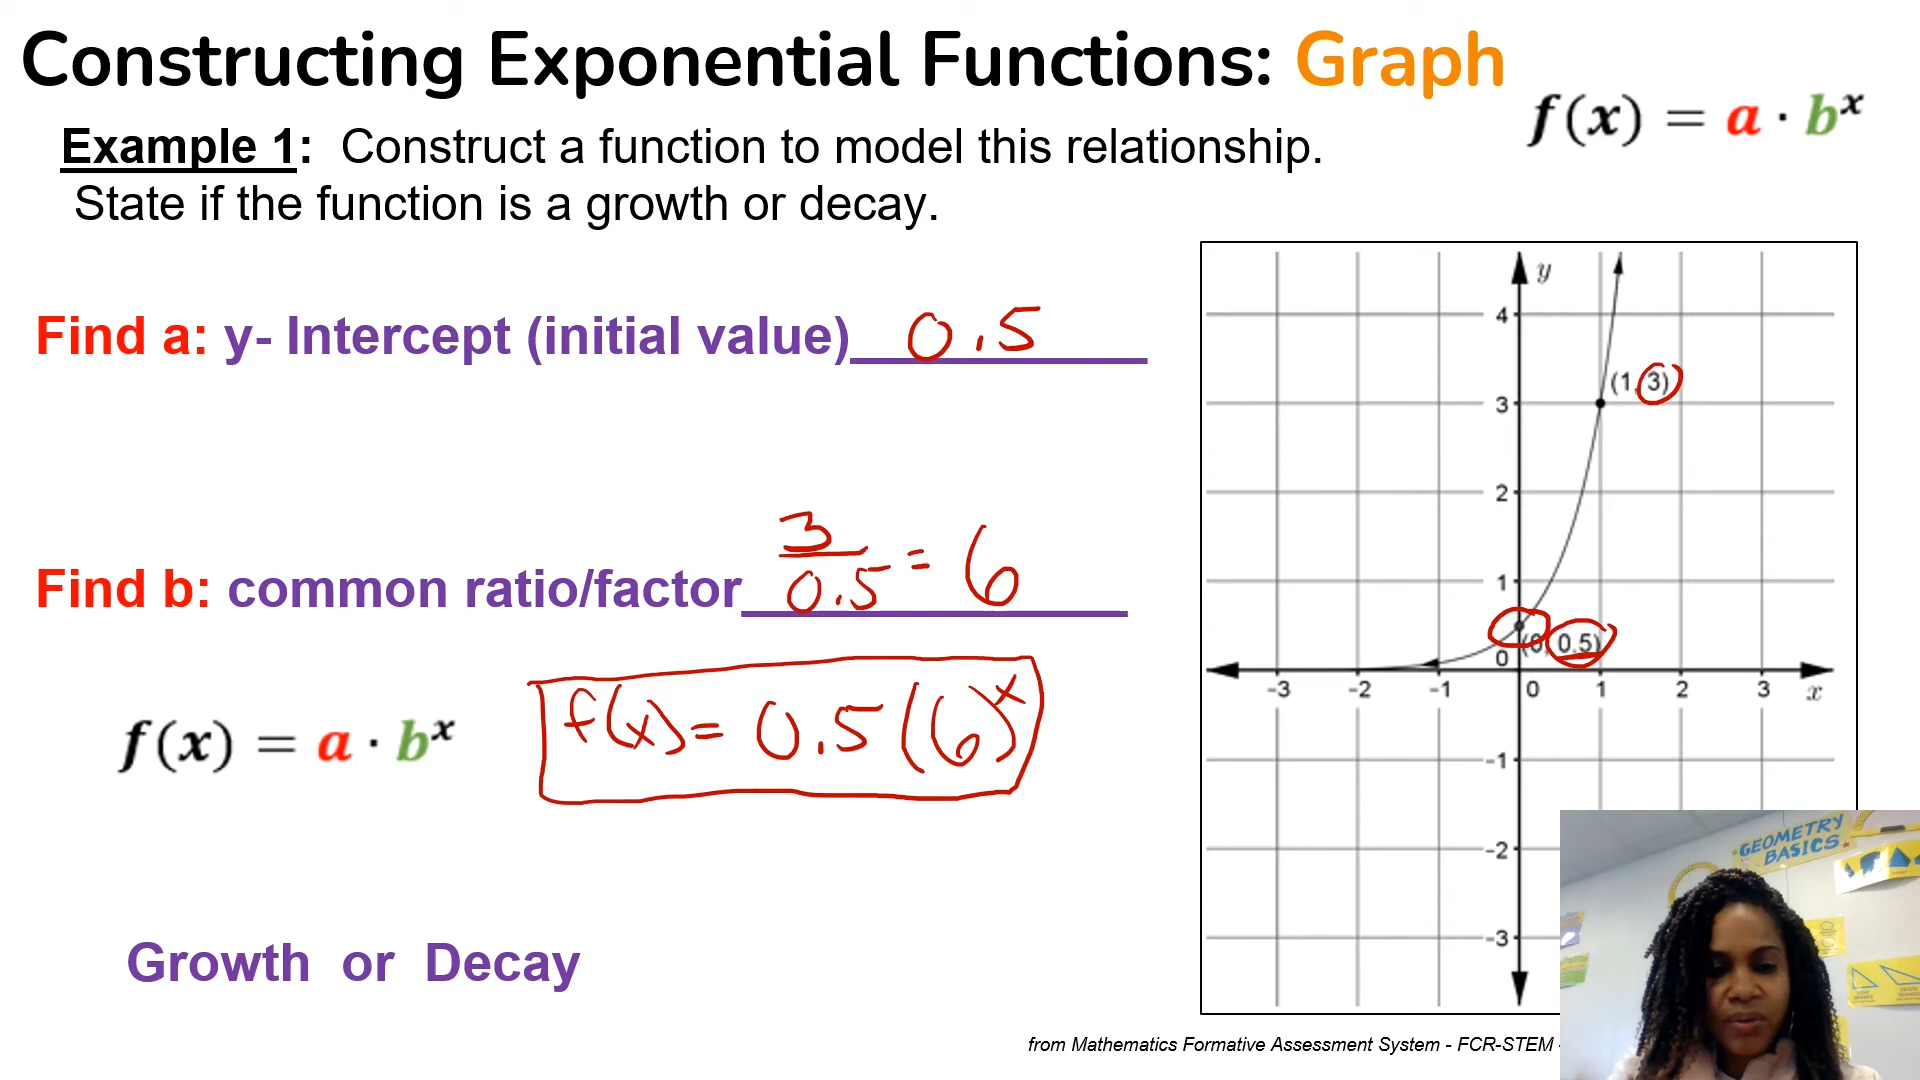 Constructing Exponential Functions: Graph
f(x) = a · b^x
Example 1: Construct a function to model this relationship.
State if the function is a growth or decay.
Find a: y- Intercept (initial value) 0.5
Find b: common ratio/factor 3/0.5 = 6
f(x) = a · b^x
f(x) = 0.5(6)^x
Growth or Decay
y
4
(1, 3)
3
2
1
(0, 0.5)
0
-3 -2 -1 0 1 2 3 x
-1
-2
-3
from Mathematics Formative Assessment System - FCR-STEM -
GEOMETRY
BASICS